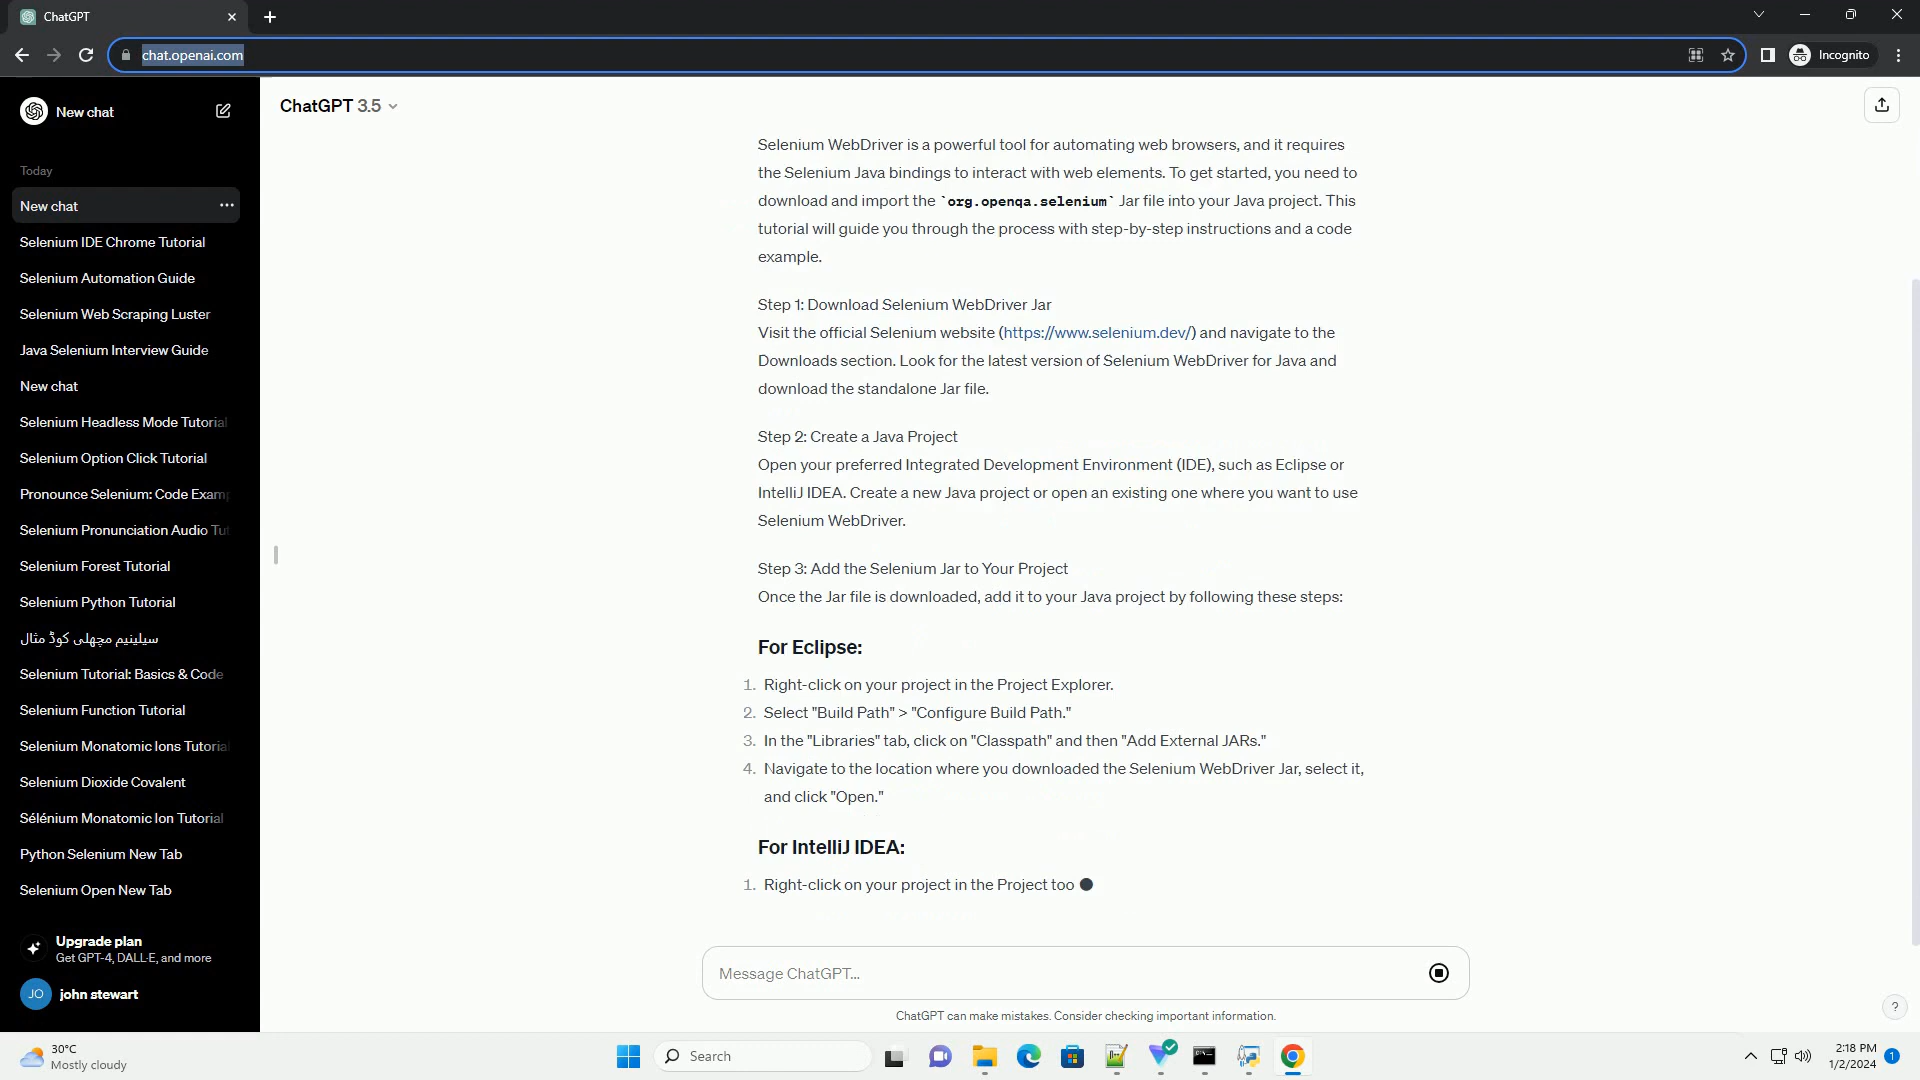 ChatGPT
chat.openai.com
Incognito
New chat
Today
New chat
Selenium IDE Chrome Tutorial
Selenium Automation Guide
Selenium Web Scraping Luster
Java Selenium Interview Guide
New chat
Selenium Headless Mode Tutorial
Selenium Option Click Tutorial
Pronounce Selenium: Code Examp
Selenium Pronunciation Audio Tut
Selenium Forest Tutorial
Selenium Python Tutorial
سیلینیم مچھلی کوڈ مثال
Selenium Tutorial: Basics & Code
Selenium Function Tutorial
Selenium Monatomic Ions Tutorial
Selenium Dioxide Covalent
Sélénium Monatomic Ion Tutorial
Python Selenium New Tab
Selenium Open New Tab
Upgrade plan
Get GPT-4, DALL·E, and more
JO
john stewart
ChatGPT 3.5
Selenium WebDriver is a powerful tool for automating web browsers, and it requires
the Selenium Java bindings to interact with web elements. To get started, you need to
download and import the `org.openqa.selenium` Jar file into your Java project. This
tutorial will guide you through the process with step-by-step instructions and a code
example.
Step 1: Download Selenium WebDriver Jar
Visit the official Selenium website (https://www.selenium.dev/) and navigate to the
Downloads section. Look for the latest version of Selenium WebDriver for Java and
download the standalone Jar file.
Step 2: Create a Java Project
Open your preferred Integrated Development Environment (IDE), such as Eclipse or
IntelliJ IDEA. Create a new Java project or open an existing one where you want to use
Selenium WebDriver.
Step 3: Add the Selenium Jar to Your Project
Once the Jar file is downloaded, add it to your Java project by following these steps:
For Eclipse:
1. Right-click on your project in the Project Explorer.
2. Select "Build Path" > "Configure Build Path."
3. In the "Libraries" tab, click on "Classpath" and then "Add External JARs."
4. Navigate to the location where you downloaded the Selenium WebDriver Jar, select it,
and click "Open."
For IntelliJ IDEA:
1. Right-click on your project in the Project too
Message ChatGPT...
ChatGPT can make mistakes. Consider checking important information.
?
30°C
Mostly cloudy
Search
2:18 PM
1/2/2024
1